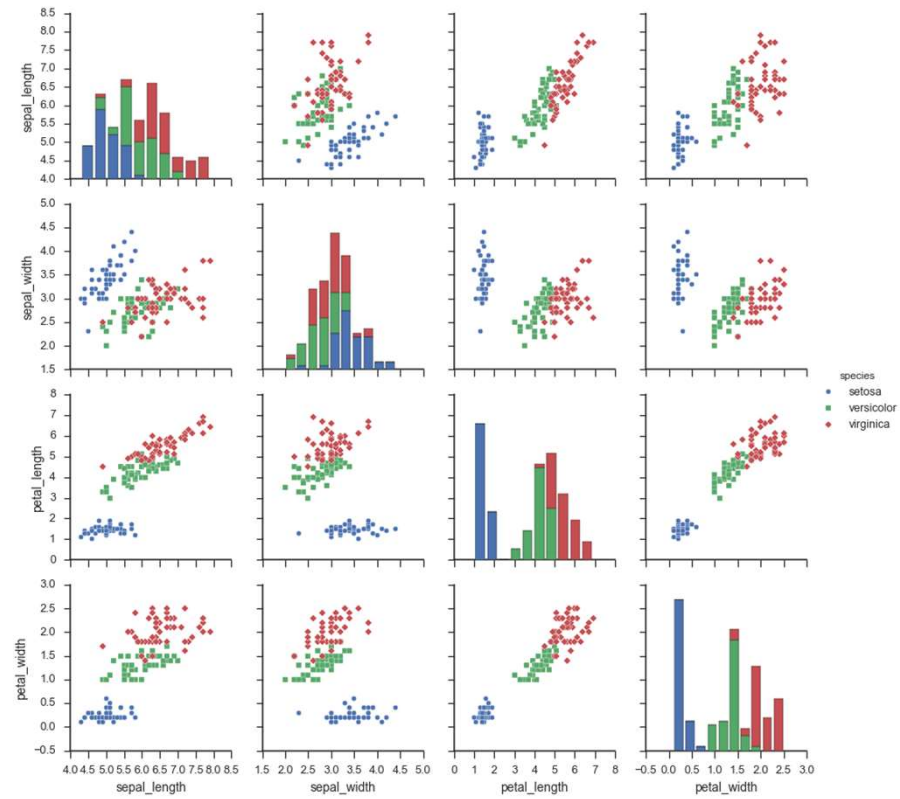 8.5
8.0
7.5
7.0
6.5
6.0
5.5
5.0
4.5
4.0
sepal_length
5.0
4.5
4.0
3.5
3.0
2.5
2.0
1.5
sepal_width
species
setosa
versicolor
virginica
8
7
6
5
4
3
2
1
0
petal_length
3.0
2.5
2.0
1.5
1.0
0.5
0.0
−0.5
petal_width
4.0 4.5 5.0 5.5 6.0 6.5 7.0 7.5 8.0 8.5
sepal_length
1.5 2.0 2.5 3.0 3.5 4.0 4.5 5.0
sepal_width
0 1 2 3 4 5 6 7 8
petal_length
−0.5 0.0 0.5 1.0 1.5 2.0 2.5 3.0
petal_width